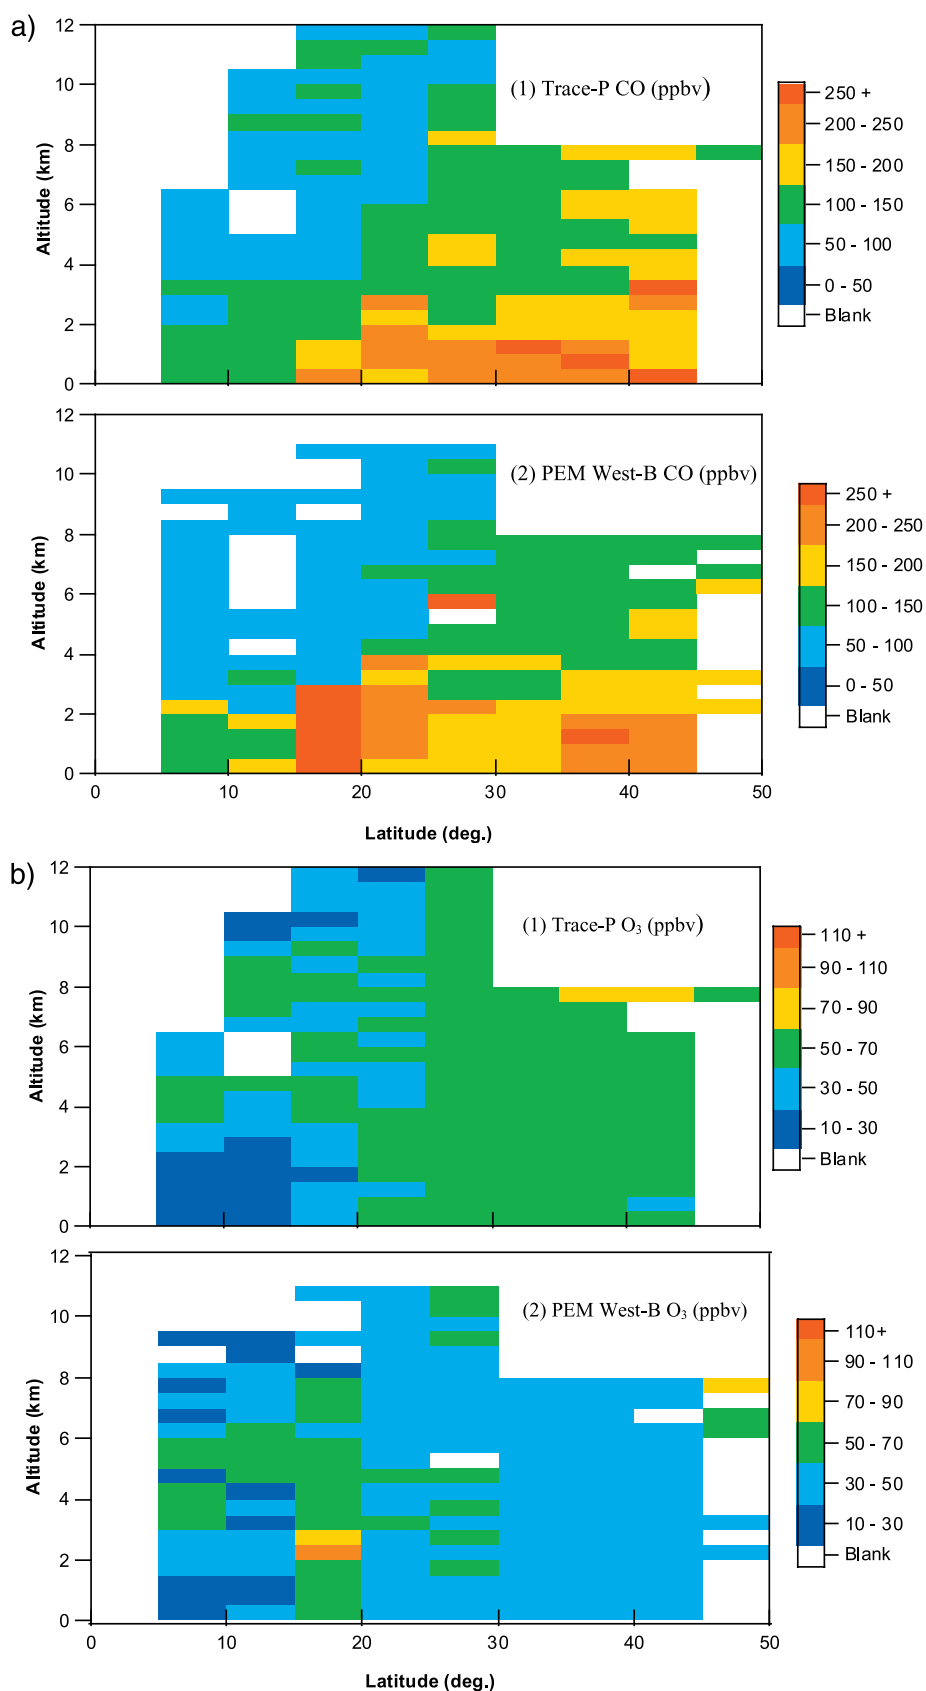 a)
12
10
8
6
4
2
0
Altitude (km)
(1) Trace-P CO (ppbv)
250 +
200 - 250
150 - 200
100 - 150
50 - 100
0 - 50
Blank
12
10
8
6
4
2
0
Altitude (km)
(2) PEM West-B CO (ppbv)
250 +
200 - 250
150 - 200
100 - 150
50 - 100
0 - 50
Blank
0 10 20 30 40 50
Latitude (deg.)
b)
12
10
8
6
4
2
0
Altitude (km)
(1) Trace-P O₃ (ppbv)
110 +
90 - 110
70 - 90
50 - 70
30 - 50
10 - 30
Blank
12
10
8
6
4
2
0
Altitude (km)
(2) PEM West-B O₃ (ppbv)
110+
90 - 110
70 - 90
50 - 70
30 - 50
10 - 30
Blank
0 10 20 30 40 50
Latitude (deg.)